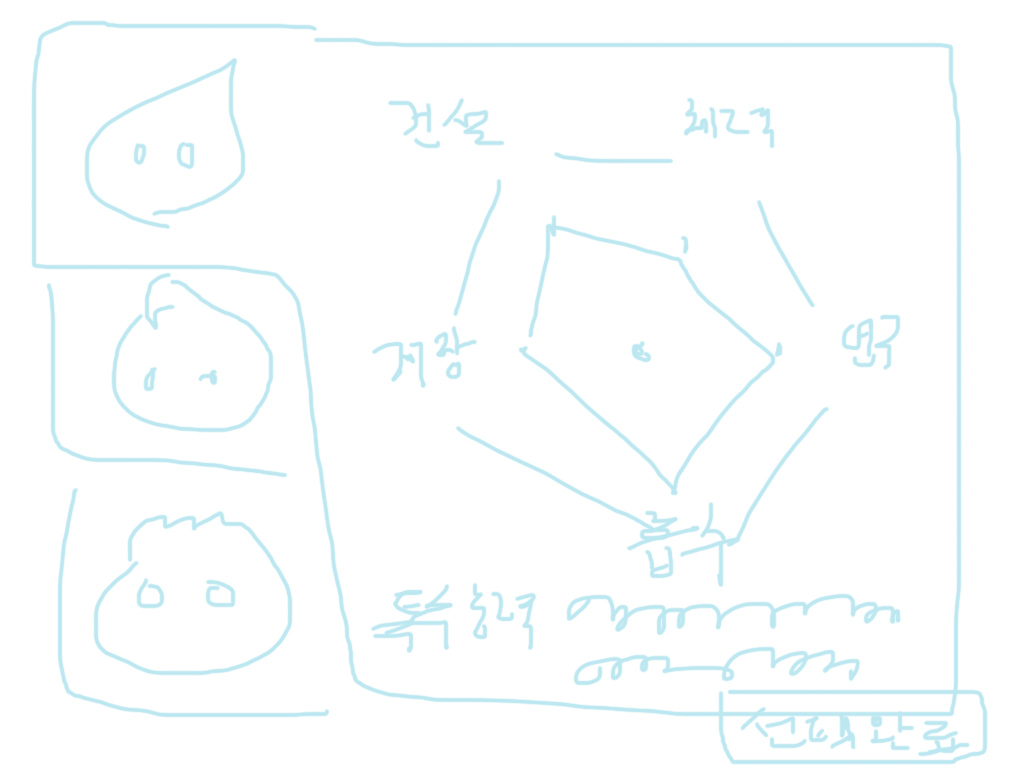 건설 체력
저장 연구
흡수
특수능력
선택완료